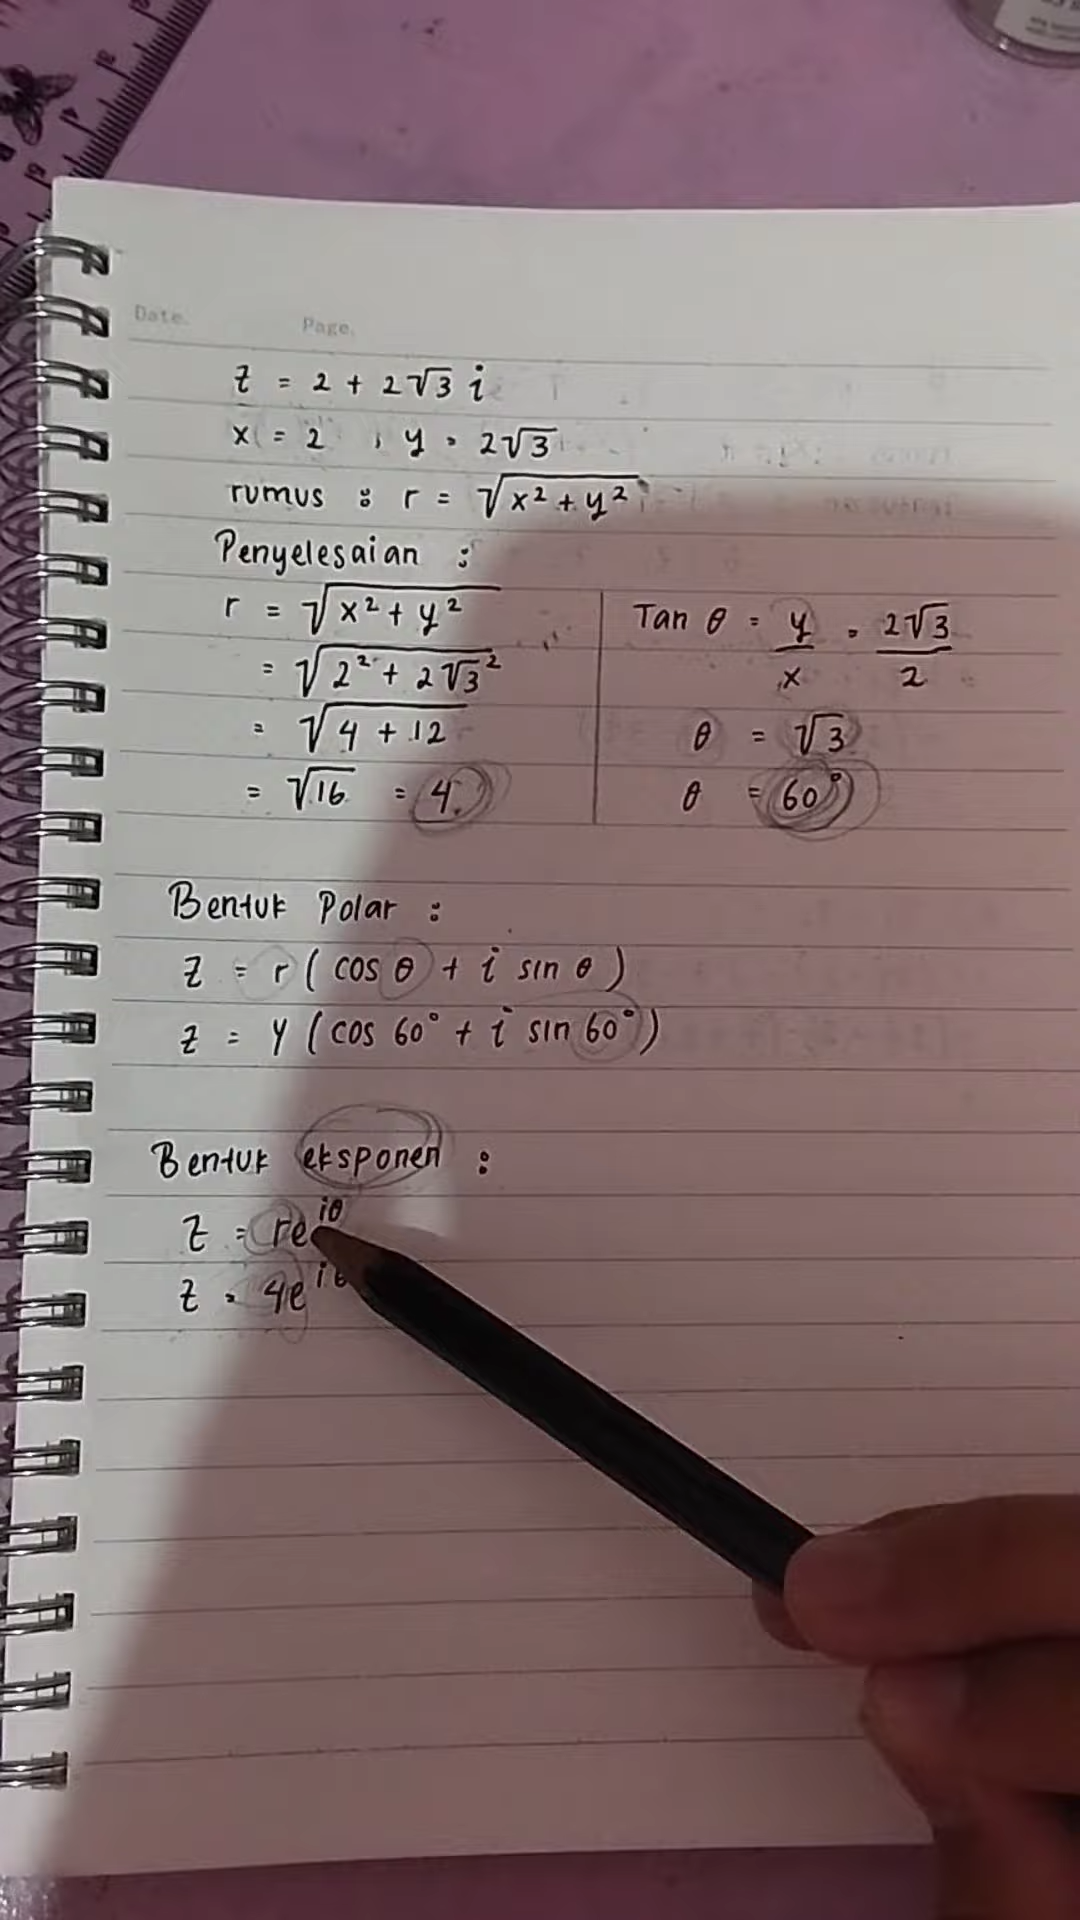 Date. Page.
z = 2 + 2√3 i
x = 2 , y = 2√3
rumus : r = √x² + y²
Penyelesaian :
r = √x² + y²
= √2² + 2√3²
= √4 + 12
= √16 = 4
Tan θ = y/x = 2√3/2
θ = √3
θ = 60°
Bentuk Polar :
z = r ( cos θ + i sin θ )
z = 4 ( cos 60° + i sin 60° )
Bentuk eksponen :
z = re^iθ
z = 4e^i